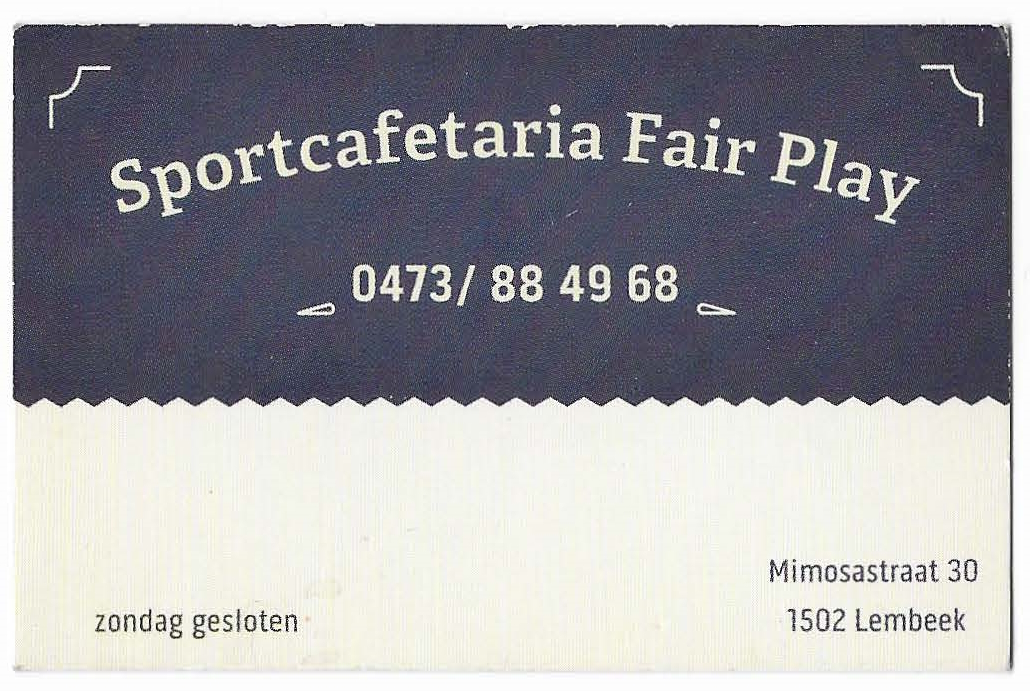 Sportcafetaria Fair Play
0473/ 88 49 68
zondag gesloten
Mimosastraat 30
1502 Lembeek